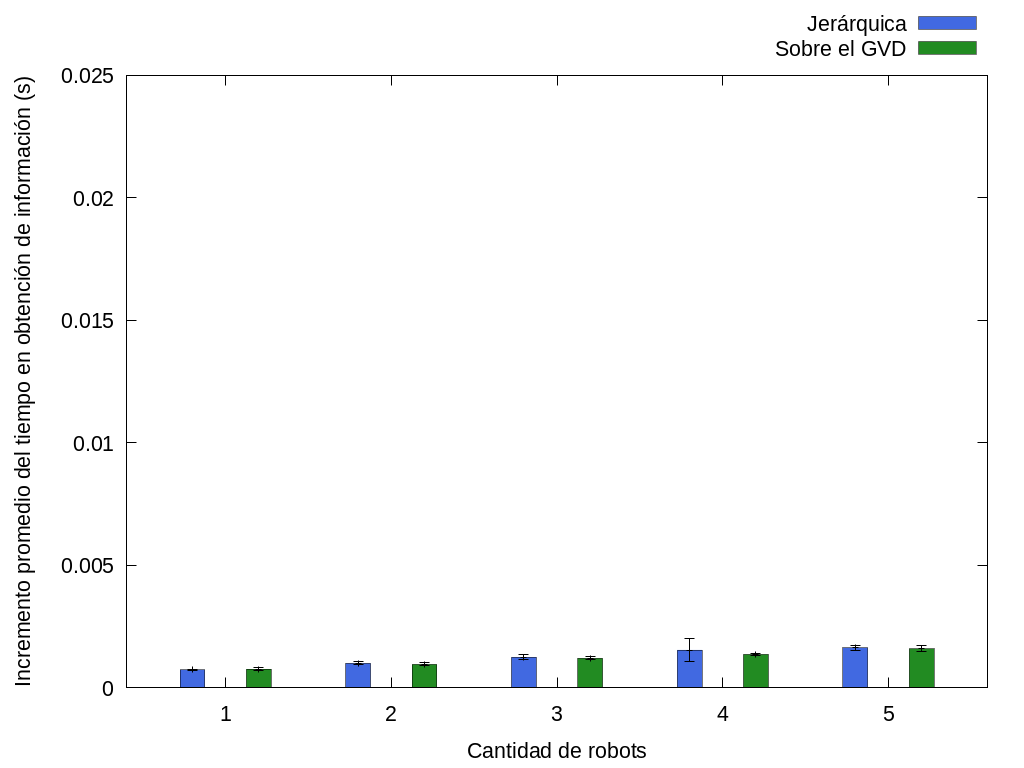 Jerárquica
Sobre el GVD
Incremento promedio del tiempo en obtención de información (s)
0.025
0.02
0.015
0.01
0.005
0
1 2 3 4 5
Cantidad de robots